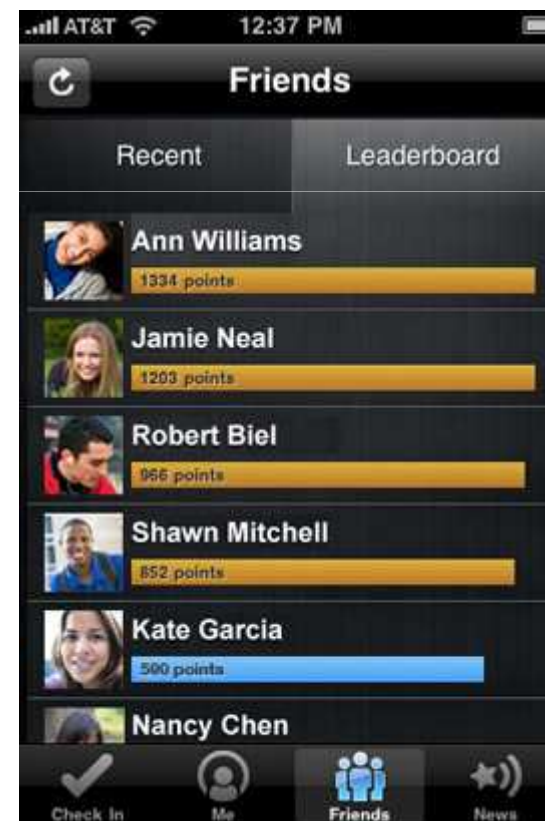 AT&T 12:37 PM
Friends
Recent Leaderboard
Ann Williams
1334 points
Jamie Neal
1203 points
Robert Biel
966 points
Shawn Mitchell
852 points
Kate Garcia
500 points
Nancy Chen
Check In Me Friends News